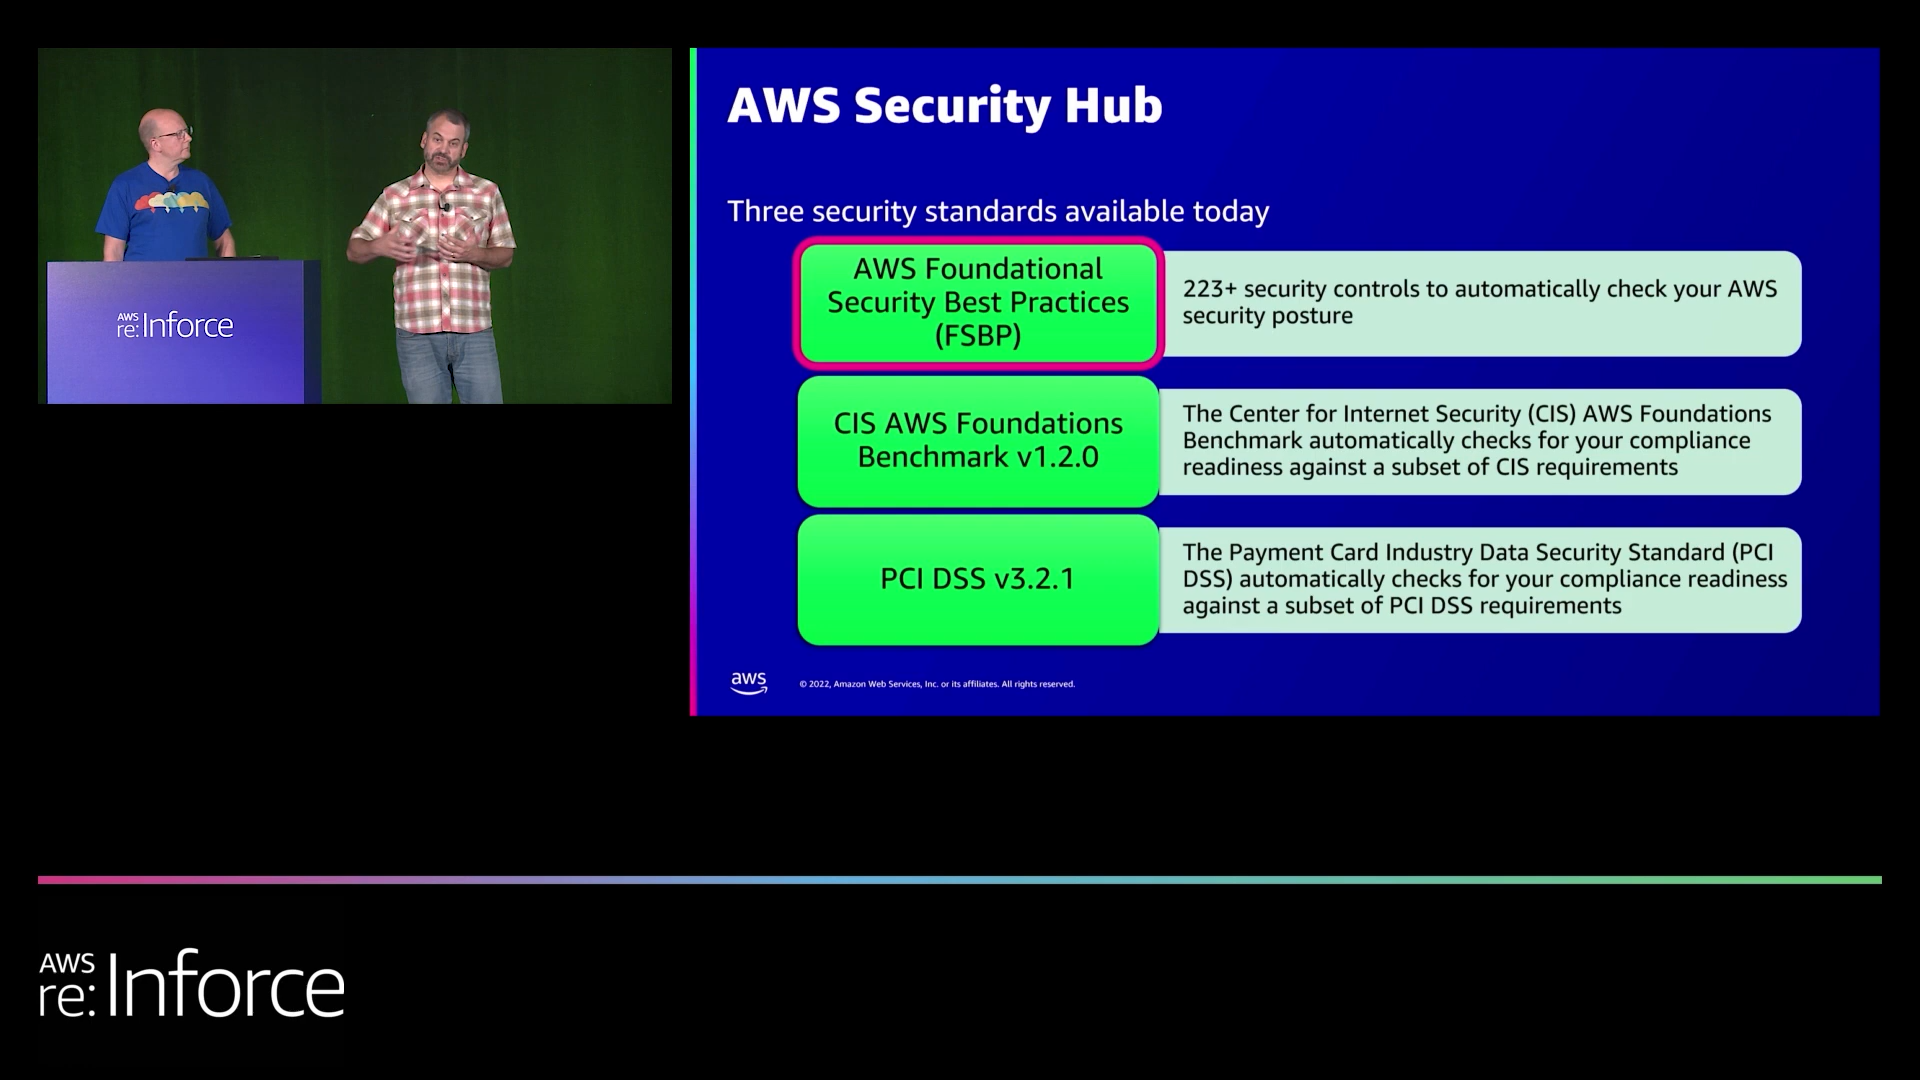 AWS
re:Inforce
AWS Security Hub
Three security standards available today
AWS Foundational
Security Best Practices
(FSBP)
223+ security controls to automatically check your AWS
security posture
CIS AWS Foundations
Benchmark v1.2.0
The Center for Internet Security (CIS) AWS Foundations
Benchmark automatically checks for your compliance
readiness against a subset of CIS requirements
PCI DSS v3.2.1
The Payment Card Industry Data Security Standard (PCI
DSS) automatically checks for your compliance readiness
against a subset of PCI DSS requirements
aws
© 2022, Amazon Web Services, Inc. or its affiliates. All rights reserved.
AWS
re:Inforce